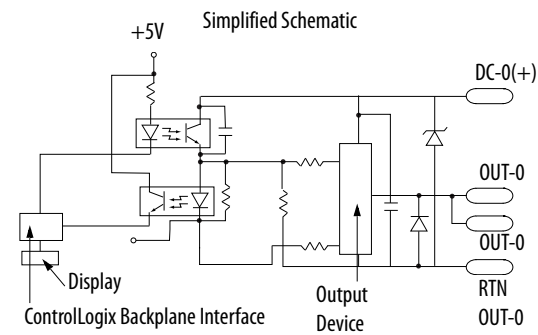 Simplified Schematic
+5V
DC-0(+)
OUT-0
OUT-0
RTN
OUT-0
Display
Output
Device
ControlLogix Backplane Interface